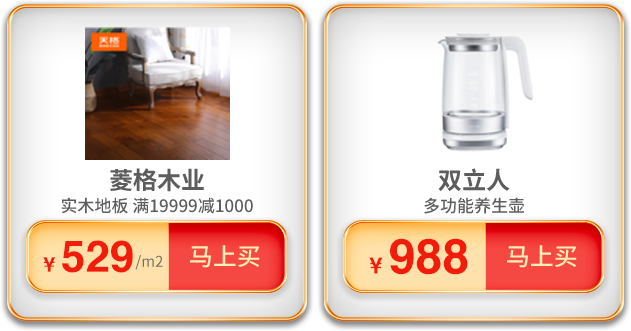 天格
菱格木业
实木地板 满19999减1000
￥529/m2
马上买
双立人
多功能养生壶
￥988
马上买